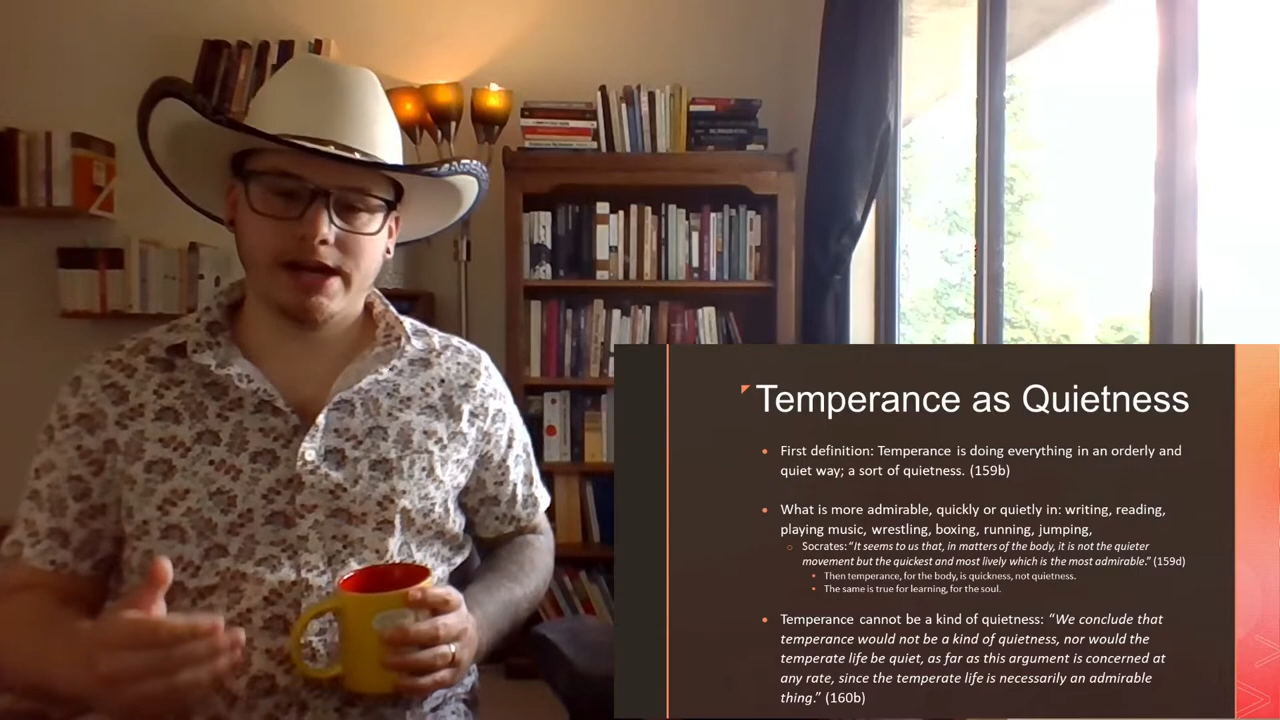 Temperance as Quietness
First definition: Temperance is doing everything in an orderly and
quiet way; a sort of quietness. (159b)
What is more admirable, quickly or quietly in: writing, reading,
playing music, wrestling, boxing, running, jumping,
Socrates: “It seems to us that, in matters of the body, it is not the quieter
movement but the quickest and most lively which is the most admirable.” (159d)
Then temperance, for the body, is quickness, not quietness.
The same is true for learning, for the soul.
Temperance cannot be a kind of quietness: “We conclude that
temperance would not be a kind of quietness, nor would the
temperate life be quiet, as far as this argument is concerned at
any rate, since the temperate life is necessarily an admirable
thing.” (160b)